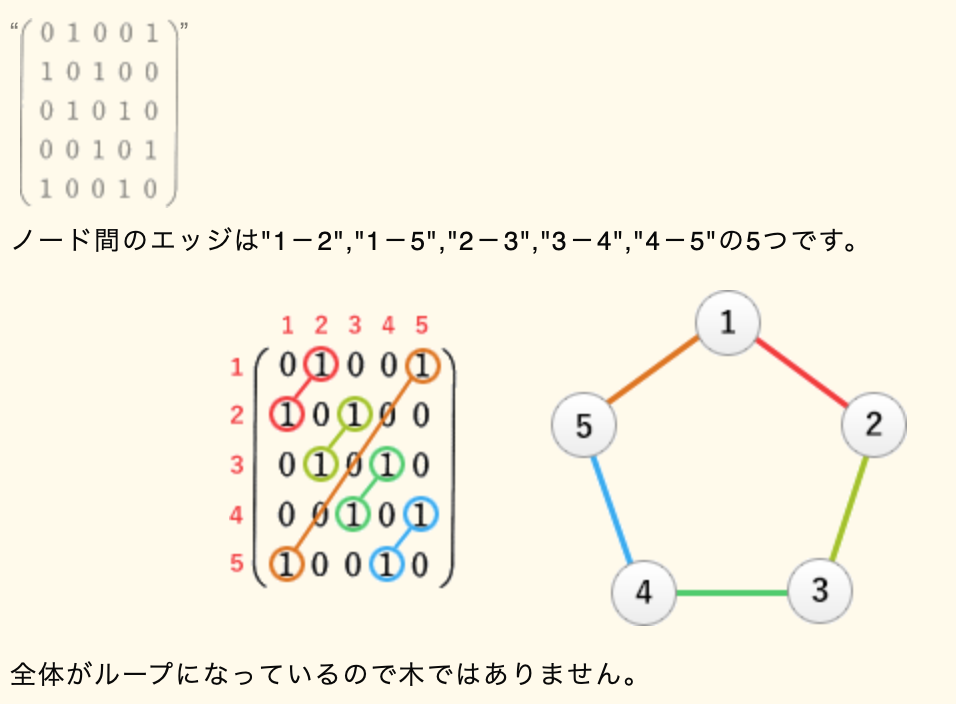 “
0 1 0 0 1
”
1 0 1 0 0
0 1 0 1 0
0 0 1 0 1
1 0 0 1 0
ノード間のエッジは"1－2","1－5","2－3","3－4","4－5"の5つです。
1 2 3 4 5
1 0 1 0 0 1
2 1 0 1 0 0
3 0 1 0 1 0
4 0 0 1 0 1
5 1 0 0 1 0
1
5
2
4
3
全体がループになっているので木ではありません。